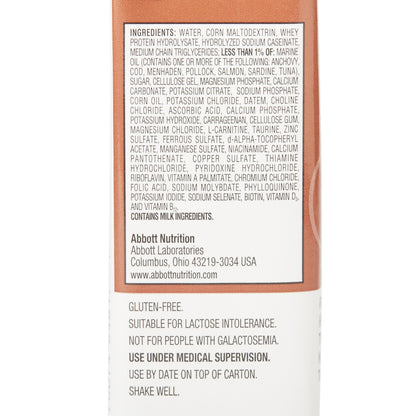 INGREDIENTS: WATER, CORN MALTODEXTRIN, WHEY
PROTEIN HYDROLYSATE, HYDROLYZED SODIUM CASEINATE,
MEDIUM CHAIN TRIGLYCERIDES, LESS THAN 1% OF: MARINE
OIL (CONTAINS ONE OR MORE OF THE FOLLOWING: ANCHOVY,
COD, MENHADEN, POLLOCK, SALMON, SARDINE, TUNA),
SUGAR, CELLULOSE GEL, MAGNESIUM PHOSPHATE, CALCIUM
CARBONATE, POTASSIUM CITRATE, SODIUM PHOSPHATE,
CORN OIL, POTASSIUM CHLORIDE, DATEM, CHOLINE
CHLORIDE, ASCORBIC ACID, CALCIUM PHOSPHATE,
POTASSIUM HYDROXIDE, CARRAGEENAN, CELLULOSE GUM,
MAGNESIUM CHLORIDE, L-CARNITINE, TAURINE, ZINC
SULFATE, FERROUS SULFATE, d-ALPHA-TOCOPHERYL
ACETATE, MANGANESE SULFATE, NIACINAMIDE, CALCIUM
PANTOTHENATE, COPPER SULFATE, THIAMINE
HYDROCHLORIDE, PYRIDOXINE HYDROCHLORIDE,
RIBOFLAVIN, VITAMIN A PALMITATE, CHROMIUM CHLORIDE,
FOLIC ACID, SODIUM MOLYBDATE, PHYLLOQUINONE,
POTASSIUM IODIDE, SODIUM SELENATE, BIOTIN, VITAMIN D₃,
AND VITAMIN B₁₂.
CONTAINS MILK INGREDIENTS.
Abbott Nutrition
Abbott Laboratories
Columbus, Ohio 43219-3034 USA
www.abbottnutrition.com
GLUTEN-FREE.
SUITABLE FOR LACTOSE INTOLERANCE.
NOT FOR PEOPLE WITH GALACTOSEMIA.
USE UNDER MEDICAL SUPERVISION.
USE BY DATE ON TOP OF CARTON.
SHAKE WELL.